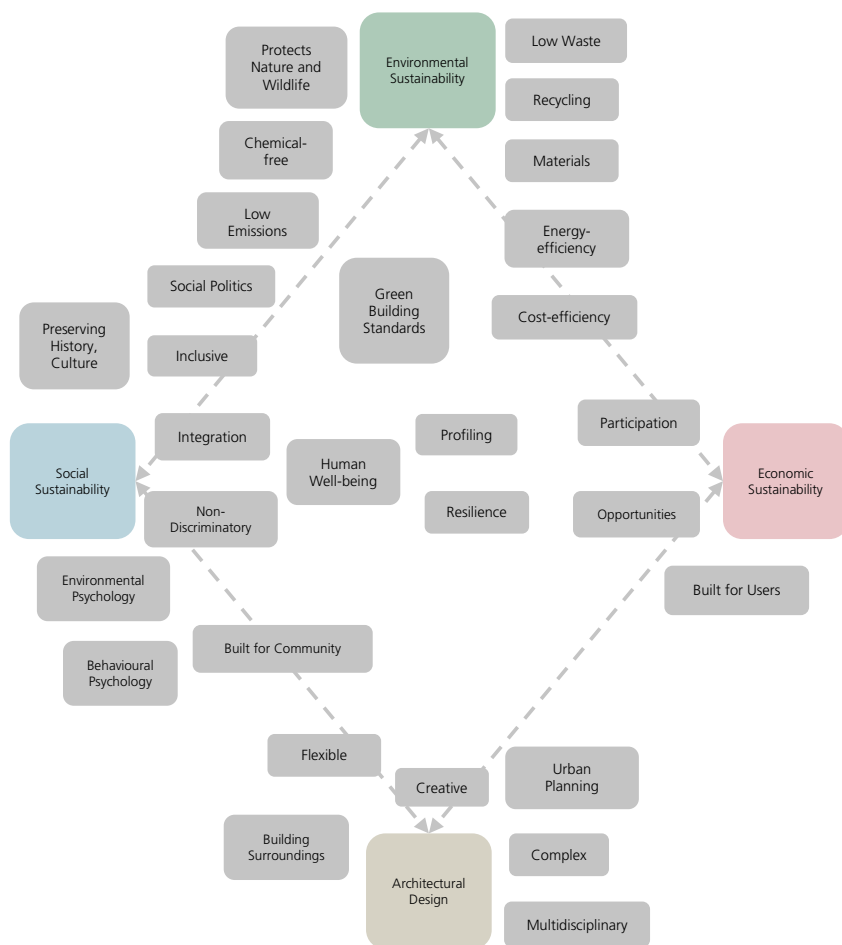 Protects
Nature and
Wildlife
Environmental
Sustainability
Low Waste
Recycling
Chemical-
free
Materials
Low
Emissions
Energy-
efficiency
Social Politics
Green
Building
Standards
Cost-efficiency
Preserving
History,
Culture
Inclusive
Participation
Integration
Profiling
Human
Well-being
Social
Sustainability
Economic
Sustainability
Non-
Discriminatory
Resilience
Opportunities
Environmental
Psychology
Built for Users
Built for Community
Behavioural
Psychology
Flexible
Creative
Urban
Planning
Building
Surroundings
Complex
Architectural
Design
Multidisciplinary